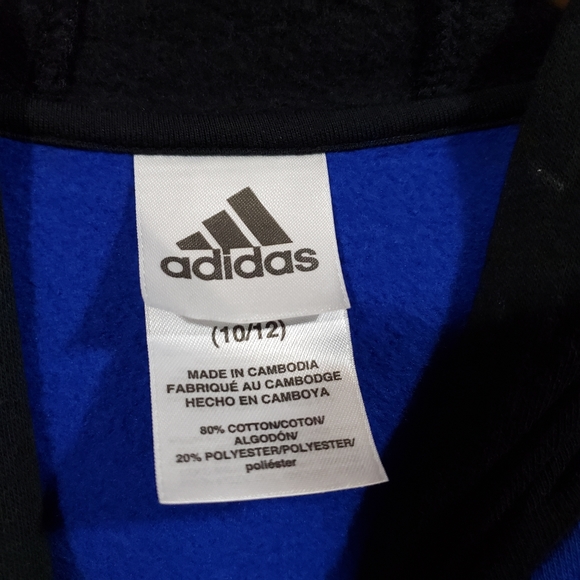 adidas
(10/12)
MADE IN CAMBODIA
FABRIQUÉ AU CAMBODGE
HECHO EN CAMBOYA
80% COTTON/COTON/
ALGODÓN/
20% POLYESTER/POLYESTER/
poliéster